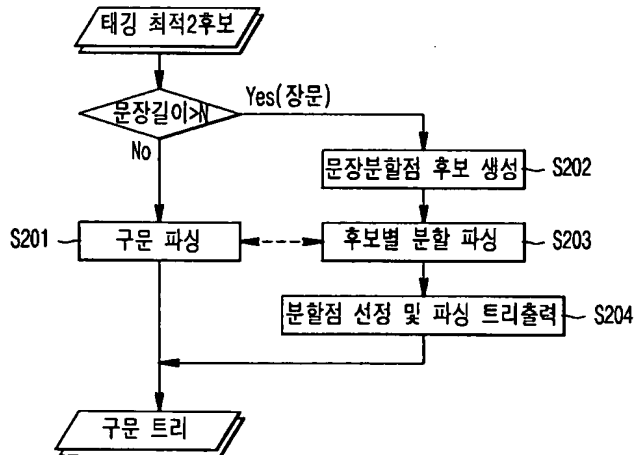 태깅 최적2후보
문장길이>N
Yes(장문)
No
문장분할점 후보 생성
S202
S201
구문 파싱
후보별 분할 파싱
S203
분할점 선정 및 파싱 트리출력
S204
구문 트리